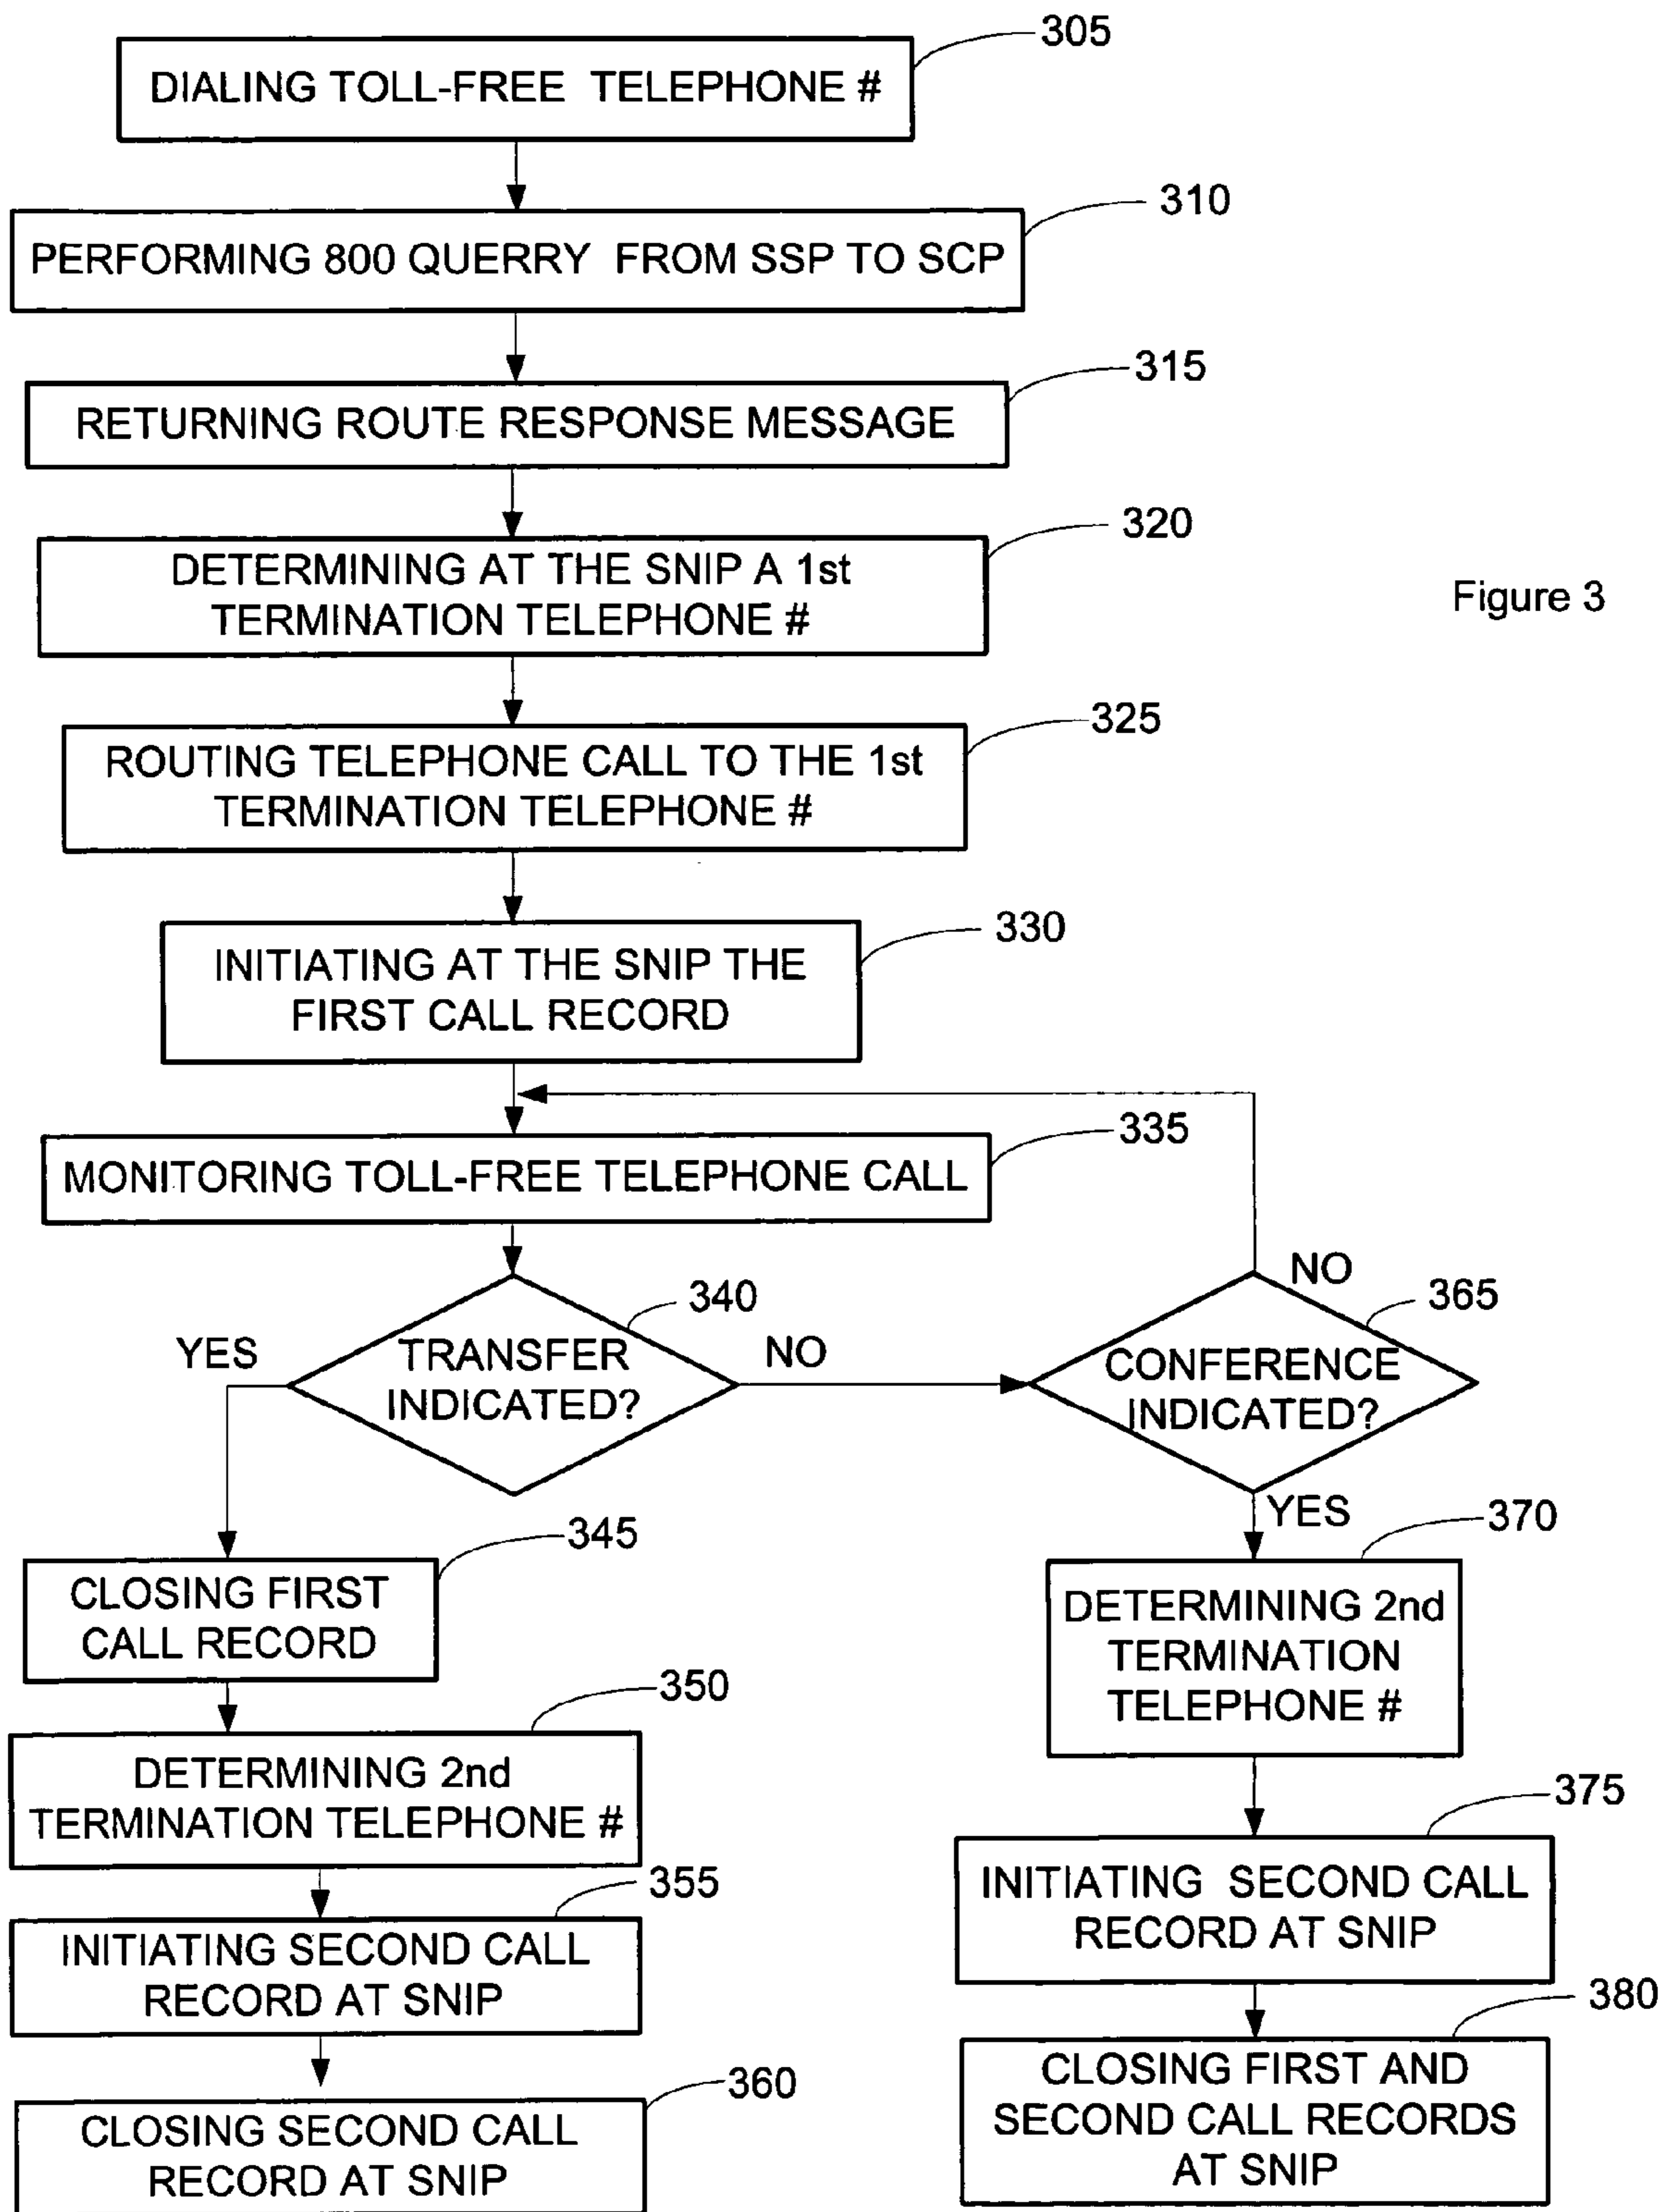 305
DIALING TOLL-FREE TELEPHONE #
310
PERFORMING 800 QUERRY FROM SSP TO SCP
315
RETURNING ROUTE RESPONSE MESSAGE
320
DETERMINING AT THE SNIP A 1st
TERMINATION TELEPHONE #
Figure 3
325
ROUTING TELEPHONE CALL TO THE 1st
TERMINATION TELEPHONE #
330
INITIATING AT THE SNIP THE
FIRST CALL RECORD
335
MONITORING TOLL-FREE TELEPHONE CALL
340
TRANSFER
INDICATED?
YES
NO
365
CONFERENCE
INDICATED?
NO
YES
345
CLOSING FIRST
CALL RECORD
350
DETERMINING 2nd
TERMINATION TELEPHONE #
355
INITIATING SECOND CALL
RECORD AT SNIP
360
CLOSING SECOND CALL
RECORD AT SNIP
370
DETERMINING 2nd
TERMINATION
TELEPHONE #
375
INITIATING SECOND CALL
RECORD AT SNIP
380
CLOSING FIRST AND
SECOND CALL RECORDS
AT SNIP